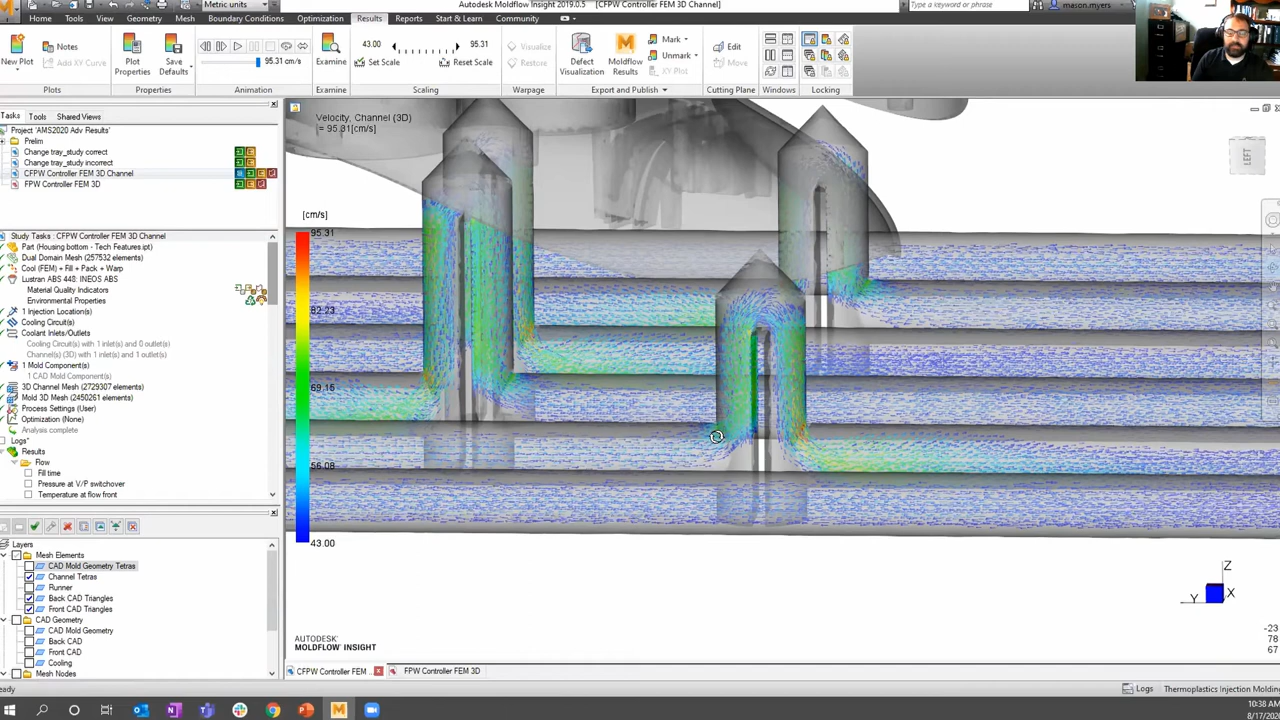 Metric units
Autodesk Moldflow Insight 2019.0.5 [CFPW Controller FEM 3D Channel]
Type a keyword or phrase
mason.myers
Home
Tools
View
Geometry
Mesh
Boundary Conditions
Optimization
Results
Reports
Start & Learn
Community
New Plot
Notes
Add XY Curve
Plots
Plot Properties
Save Defaults
Properties
95.31 cm/s
Animation
Examine
Examine
43.00
95.31
Set Scale
Reset Scale
Scaling
Visualize
Restore
Warpage
Defect Visualization
Moldflow Results
Mark
Unmark
XY Plot
Export and Publish
Edit
Move
Cutting Plane
Windows
Locking
Tasks
Tools
Shared Views
Project 'AMS2020 Adv Results'
Prelim
Change tray_study correct
Change tray_study incorrect
CFPW Controller FEM 3D Channel
FPW Controller FEM 3D
Study Tasks : CFPW Controller FEM 3D Channel
Part (Housing bottom - Tech Features.ipt)
Dual Domain Mesh (257532 elements)
Cool (FEM) + Fill + Pack + Warp
Lustran ABS 448: INEOS ABS
Material Quality Indicators
Environmental Properties
1 Injection Location(s)
Cooling Circuit(s)
Coolant Inlets/Outlets
Cooling Circuit(s) with 1 inlet(s) and 0 outlet(s)
Channel(s) (3D) with 1 inlet(s) and 1 outlet(s)
1 Mold Component(s)
1 CAD Mold Component(s)
3D Channel Mesh (2729307 elements)
Mold 3D Mesh (2450261 elements)
Process Settings (User)
Optimization (None)
Analysis complete
Logs*
Results
Flow
Fill time
Pressure at V/P switchover
Temperature at flow front
Layers
Mesh Elements
CAD Mold Geometry Tetras
Channel Tetras
Runner
Back CAD Triangles
Front CAD Triangles
CAD Geometry
CAD Mold Geometry
Back CAD
Front CAD
Cooling
Mesh Nodes
Velocity, Channel (3D)
= 95.31[cm/s]
[cm/s]
95.31
82.23
69.15
56.08
43.00
LEFT
Z
Y
X
-23
78
67
AUTODESK
MOLDFLOW INSIGHT
CFPW Controller FEM ...
FPW Controller FEM 3D
eady
Logs
Thermoplastics Injection Molding
10:38 AM